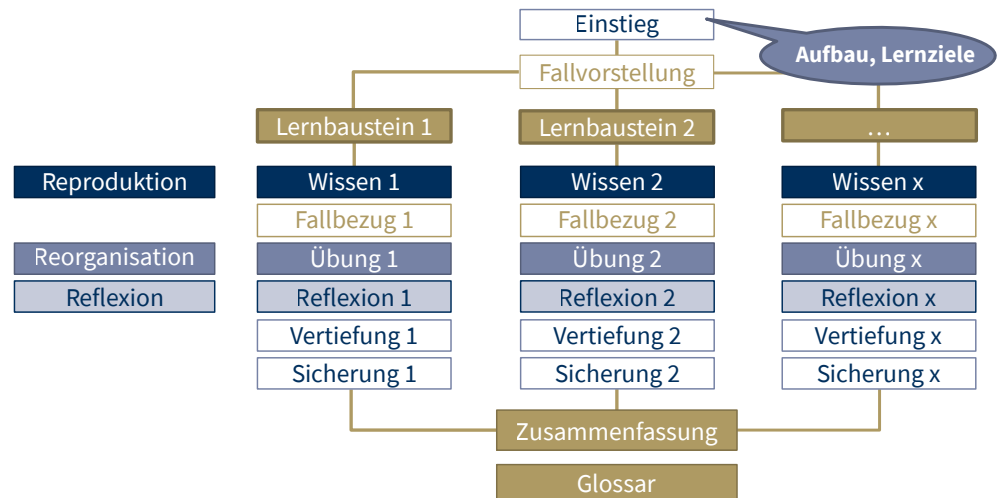 Einstieg
Aufbau, Lernziele
Fallvorstellung
Lernbaustein 1
Lernbaustein 2
…
Reproduktion
Wissen 1
Wissen 2
Wissen x
Fallbezug 1
Fallbezug 2
Fallbezug x
Reorganisation
Übung 1
Übung 2
Übung x
Reflexion
Reflexion 1
Reflexion 2
Reflexion x
Vertiefung 1
Vertiefung 2
Vertiefung x
Sicherung 1
Sicherung 2
Sicherung x
Zusammenfassung
Glossar